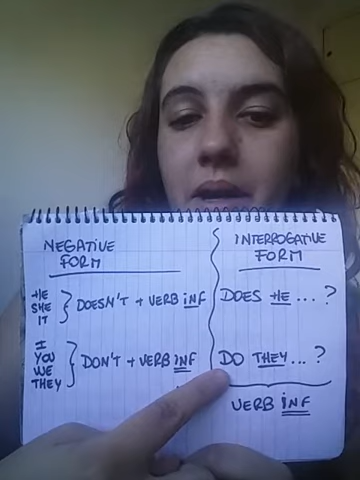 NEGATIVE
FORM
HE
SHE
IT
DOESN'T + VERB INF
I
YOU
WE
THEY
DON'T + VERB INF
INTERROGATIVE
FORM
DOES HE ... ?
DO THEY ... ?
VERB INF